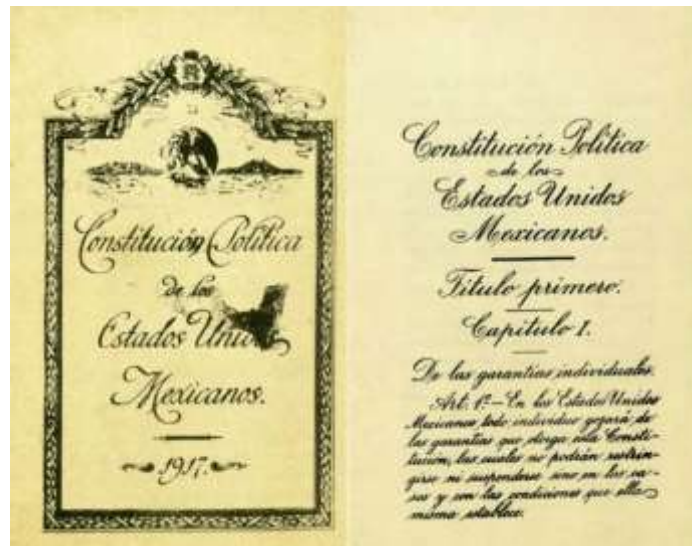 Constitución Política
de los
Estados Unidos
Mexicanos.
1917.
Constitución Política
de los
Estados Unidos
Mexicanos.
Título primero.
Capítulo I.
De las garantías individuales.
Art. 1º — En los Estados Unidos
Mexicanos todo individuo gozará de
las garantías que otorga esta Consti-
tución, las cuales no podrán restrin-
girse ni suspenderse sino en los ca-
sos y con las condiciones que ella
misma establece.